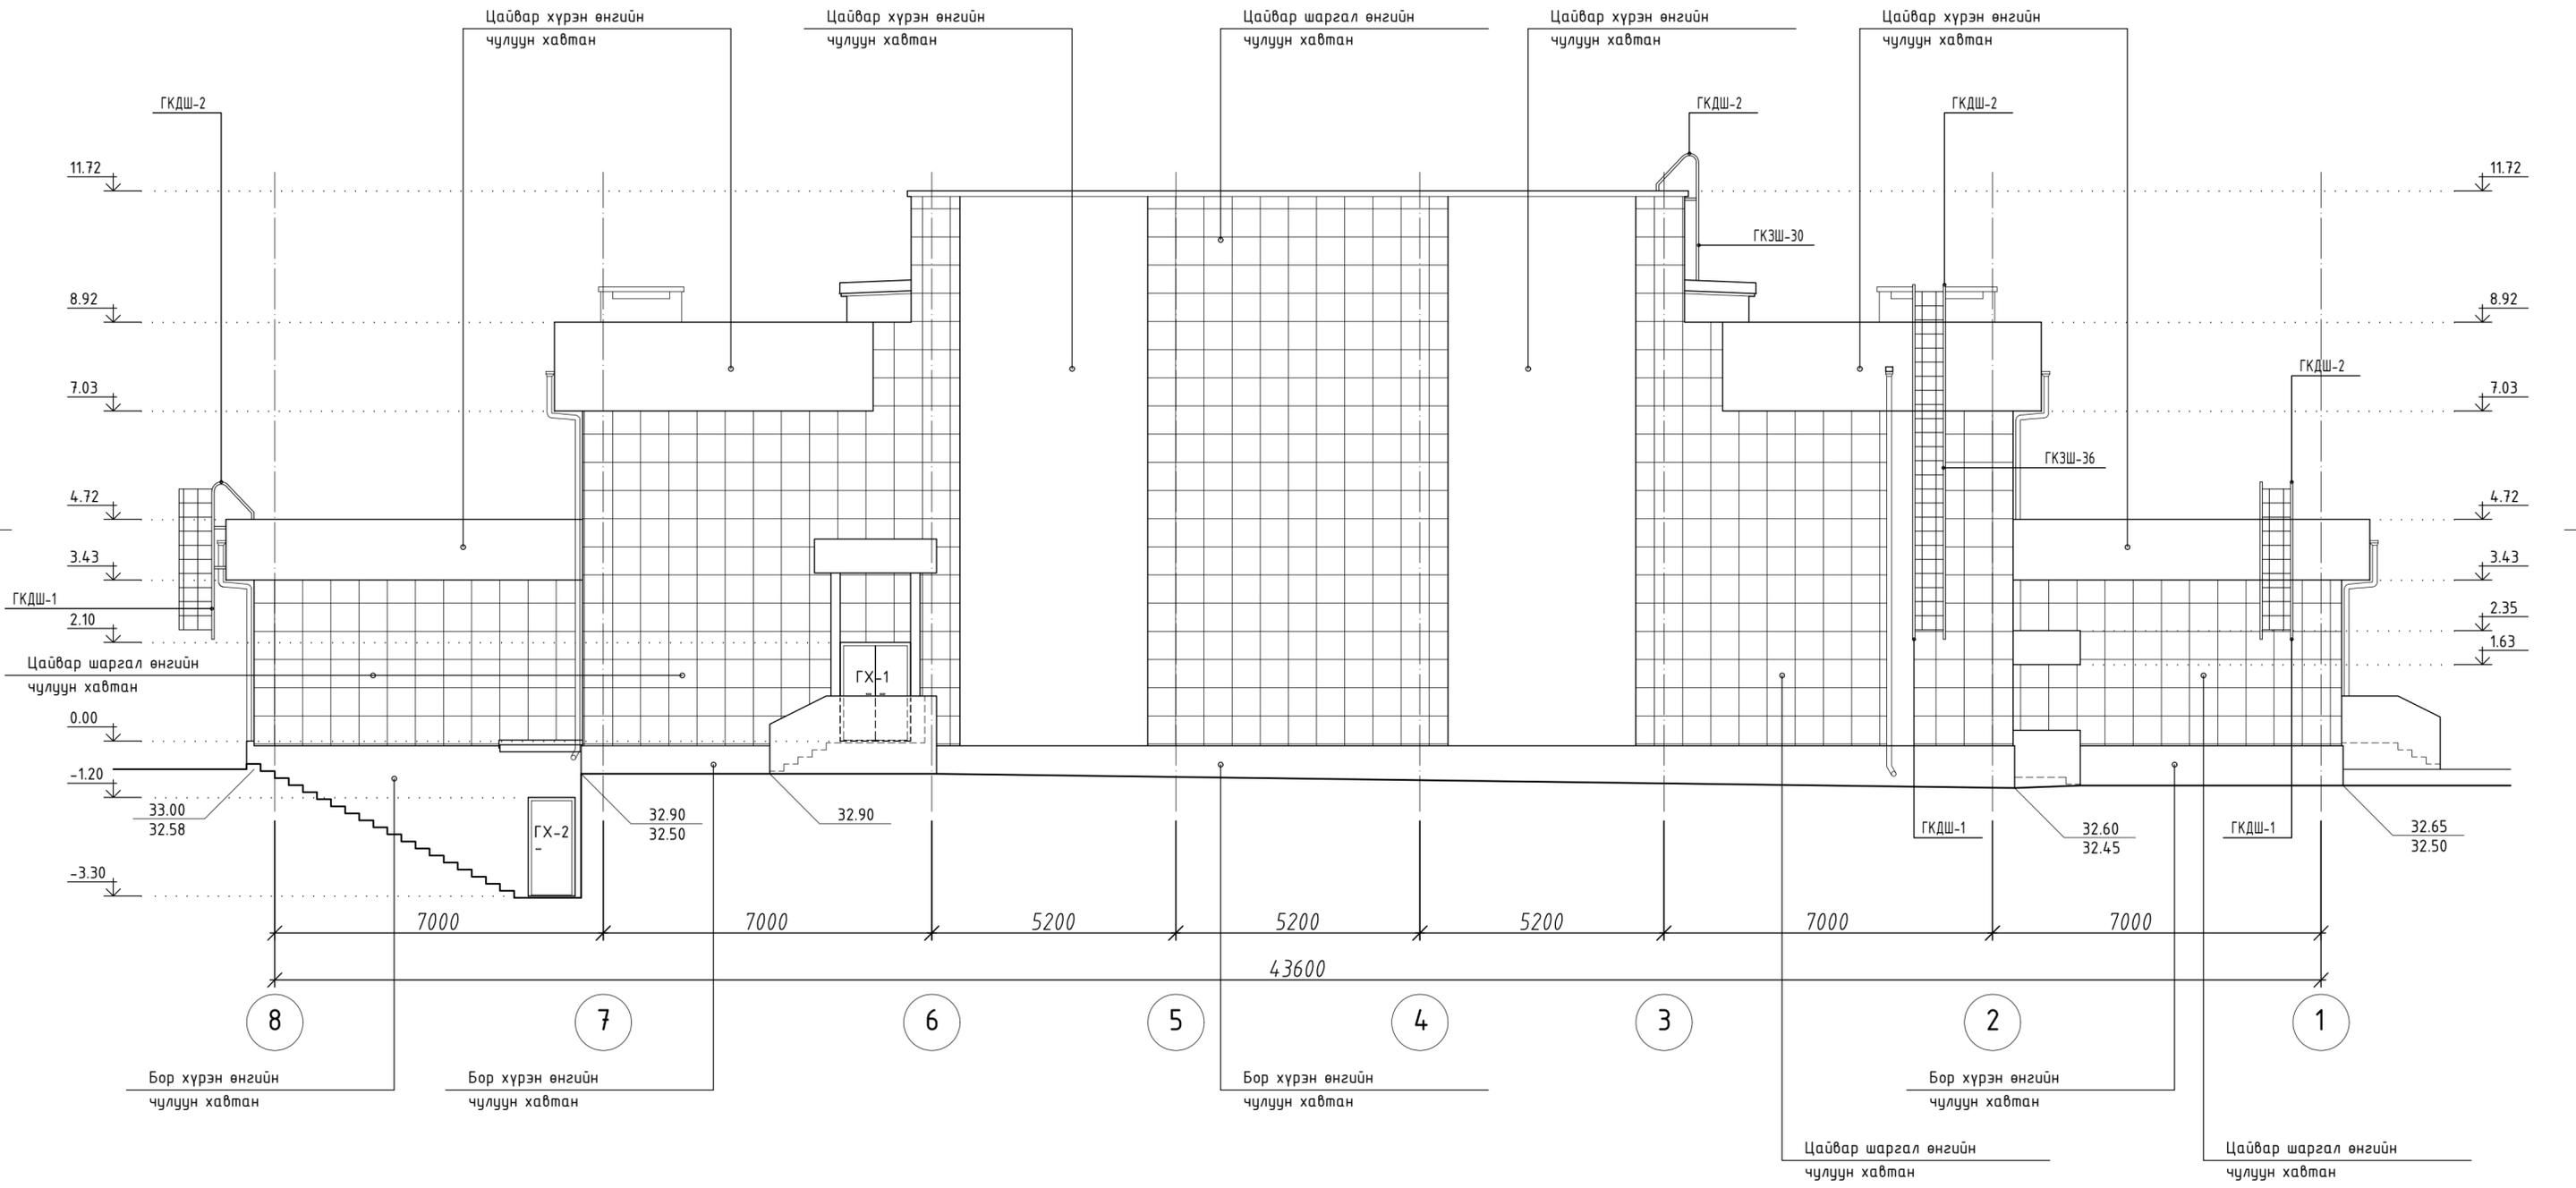 Цайвар хүрэн өнгийн
чулуун хавтан
Цайвар хүрэн өнгийн
чулуун хавтан
Цайвар шаргал өнгийн
чулуун хавтан
Цайвар хүрэн өнгийн
чулуун хавтан
Цайвар хүрэн өнгийн
чулуун хавтан
ГКДШ-2
ГКДШ-2
ГКДШ-2
11.72
11.72
ГКЗШ-30
8.92
8.92
ГКДШ-2
7.03
7.03
ГКЗШ-36
4.72
4.72
3.43
3.43
ГКДШ-1
2.10
2.35
1.63
Цайвар шаргал өнгийн
чулуун хавтан
ГХ-1
0.00
-1.20
33.00
32.58
ГХ-2
32.90
32.50
32.90
ГКДШ-1
32.60
32.45
ГКДШ-1
32.65
32.50
-3.30
7000
7000
5200
5200
5200
7000
7000
43600
8
7
6
5
4
3
2
1
Бор хүрэн өнгийн
чулуун хавтан
Бор хүрэн өнгийн
чулуун хавтан
Бор хүрэн өнгийн
чулуун хавтан
Бор хүрэн өнгийн
чулуун хавтан
Цайвар шаргал өнгийн
чулуун хавтан
Цайвар шаргал өнгийн
чулуун хавтан